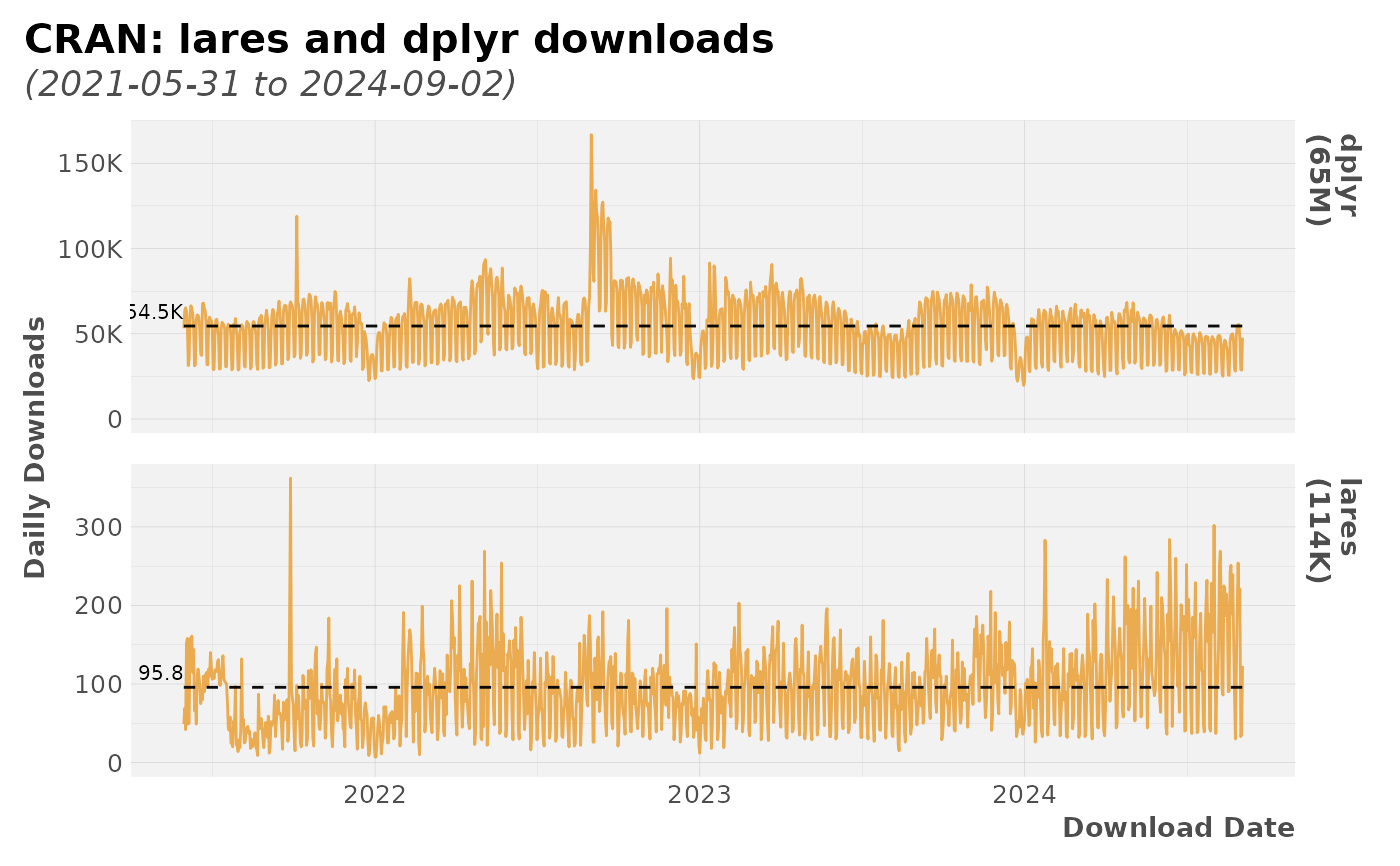 CRAN: lares and dplyr downloads
(2021-05-31 to 2024-09-02)
Dailly Downloads
150K
100K
50K
0
54.5K
dplyr
(65M)
300
200
100
0
95.8
lares
(114K)
2022
2023
2024
Download Date